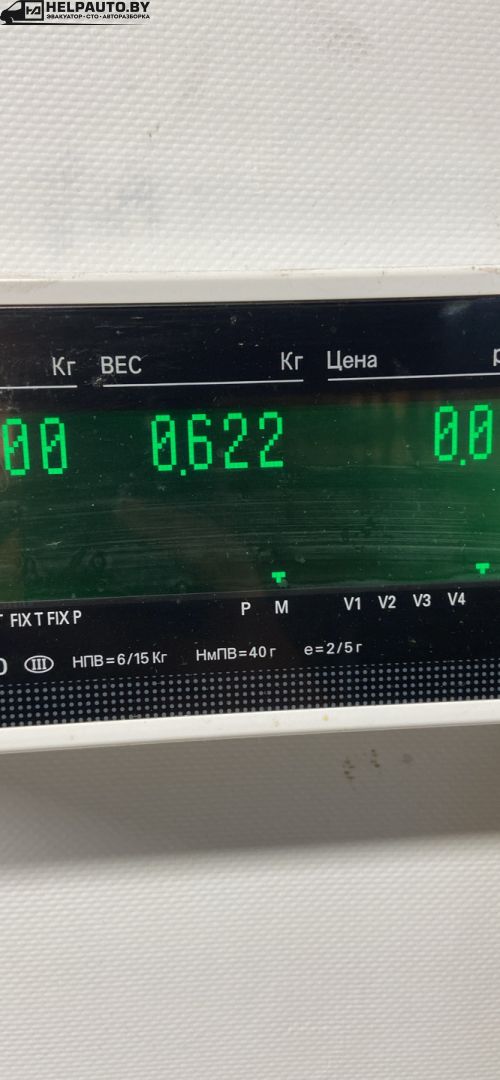 HELPAUTO.BY
ЭВАКУАТОР · СТО · АВТОРАЗБОРКА
Кг ВЕС Кг Цена
00 0.622 0.0
FIX T FIX P P M V1 V2 V3 V4
III НПВ=6/15 Кг НмПВ=40 г е=2/5 г